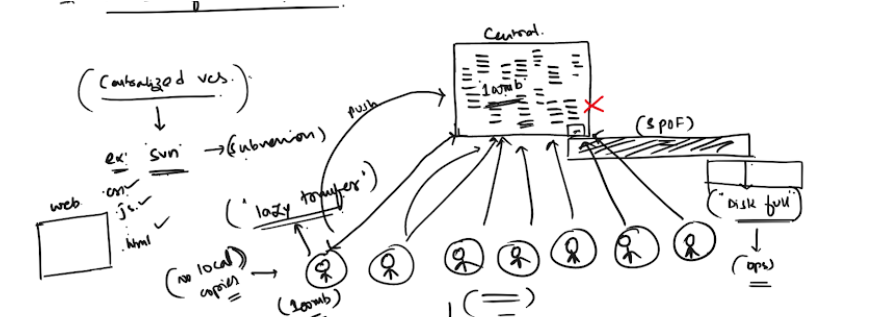 Central.
(Centralized vcs.)
100mb
push
(SPOF)
ex: SVN → (subversion)
web
css ✓
js ✓
.html ✓
('lazy transfer')
("Disk full")
(no local
copies)
(100mb)
(ops)